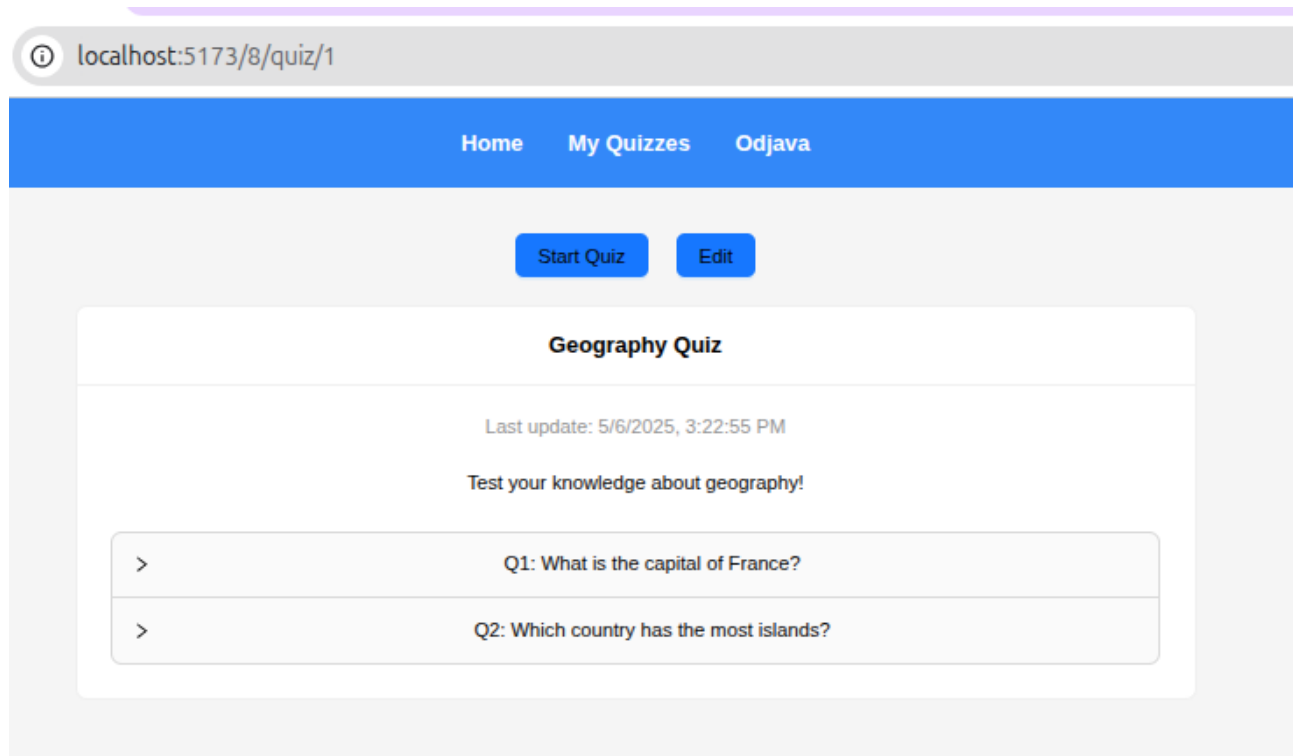 localhost:5173/8/quiz/1
Home My Quizzes Odjava
Start Quiz Edit
Geography Quiz
Last update: 5/6/2025, 3:22:55 PM
Test your knowledge about geography!
Q1: What is the capital of France?
Q2: Which country has the most islands?